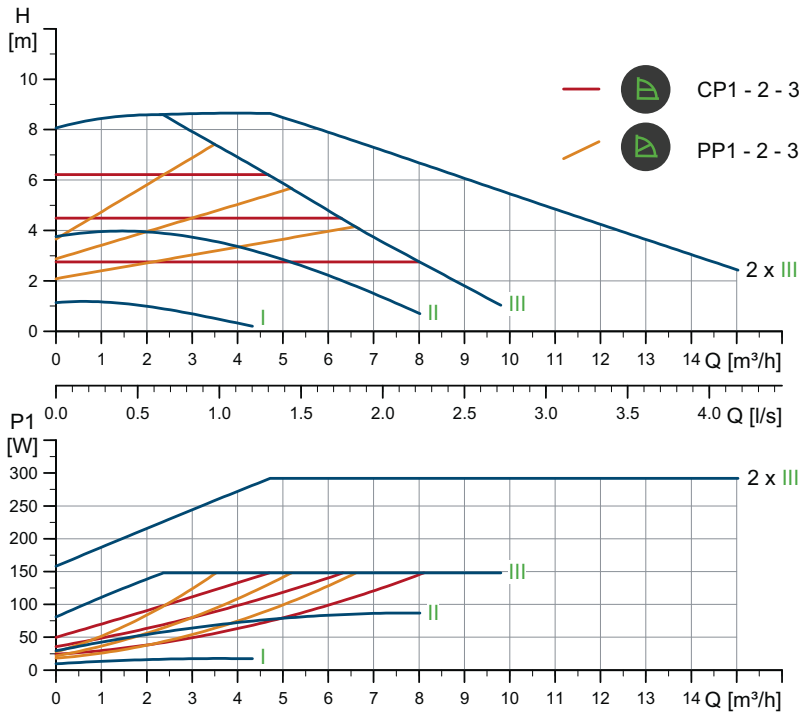 H
[m]
10
8
6
4
2
0
CP1 - 2 - 3
PP1 - 2 - 3
2 x III
III
II
I
0 1 2 3 4 5 6 7 8 9 10 11 12 13 14 Q [m³/h]
0.0 0.5 1.0 1.5 2.0 2.5 3.0 3.5 4.0 Q [l/s]
P1
[W]
300
250
200
150
100
50
0
2 x III
III
II
I
0 1 2 3 4 5 6 7 8 9 10 11 12 13 14 Q [m³/h]